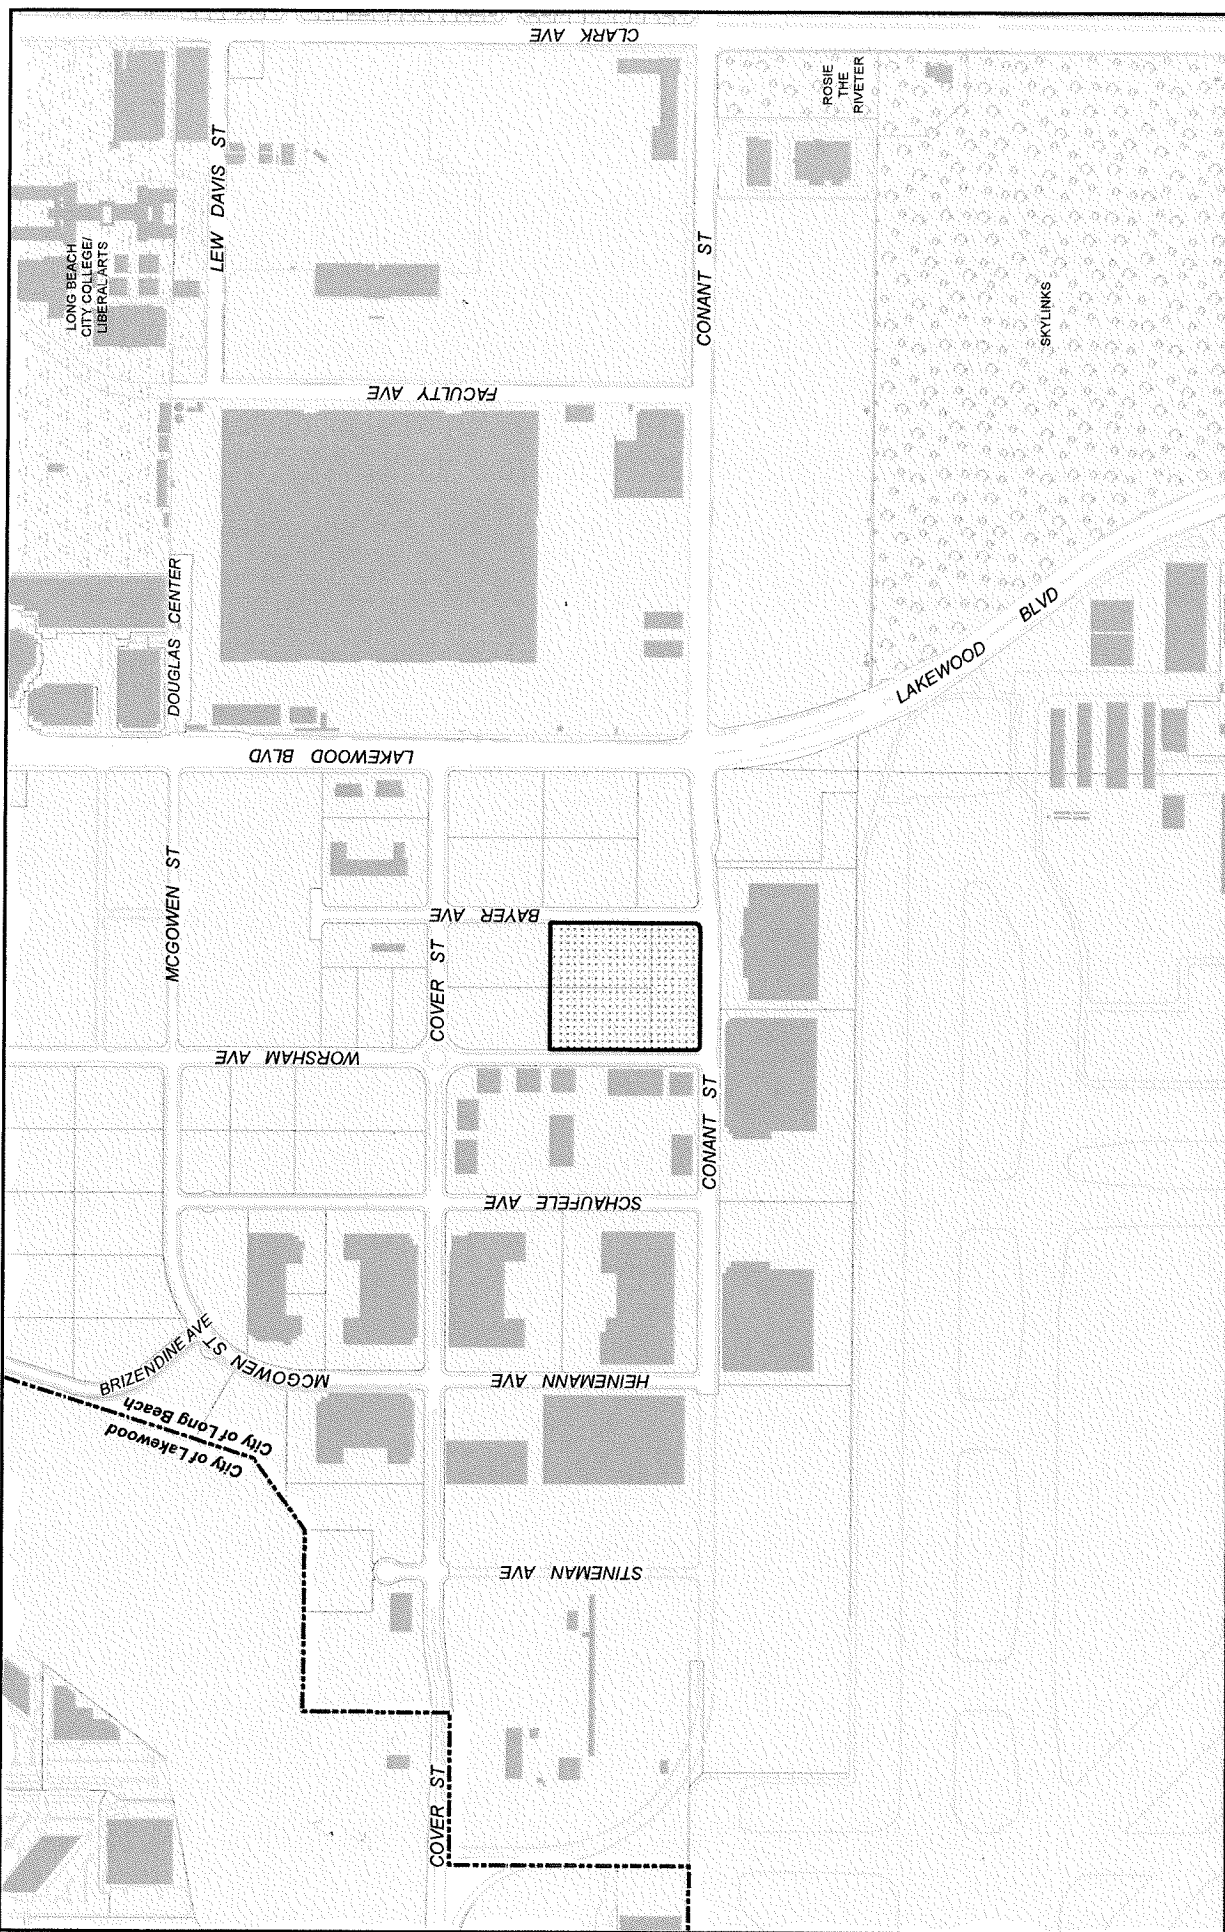 CLARK AVE
ROSIE
THE
RIVETER
LEW DAVIS ST
LONG BEACH
CITY COLLEGE/
LIBERAL ARTS
CONANT ST
SKYLINKS
FACULTY AVE
DOUGLAS CENTER
LAKEWOOD BLVD
LAKEWOOD BLVD
MCGOWEN ST
BAYER AVE
COVER ST
WORSHAM AVE
CONANT ST
SCHAUFELE AVE
BRIZENDINE AVE
MCGOWEN ST
HEINEMANN AVE
City of Long Beach
City of Lakewood
STINEMAN AVE
COVER ST